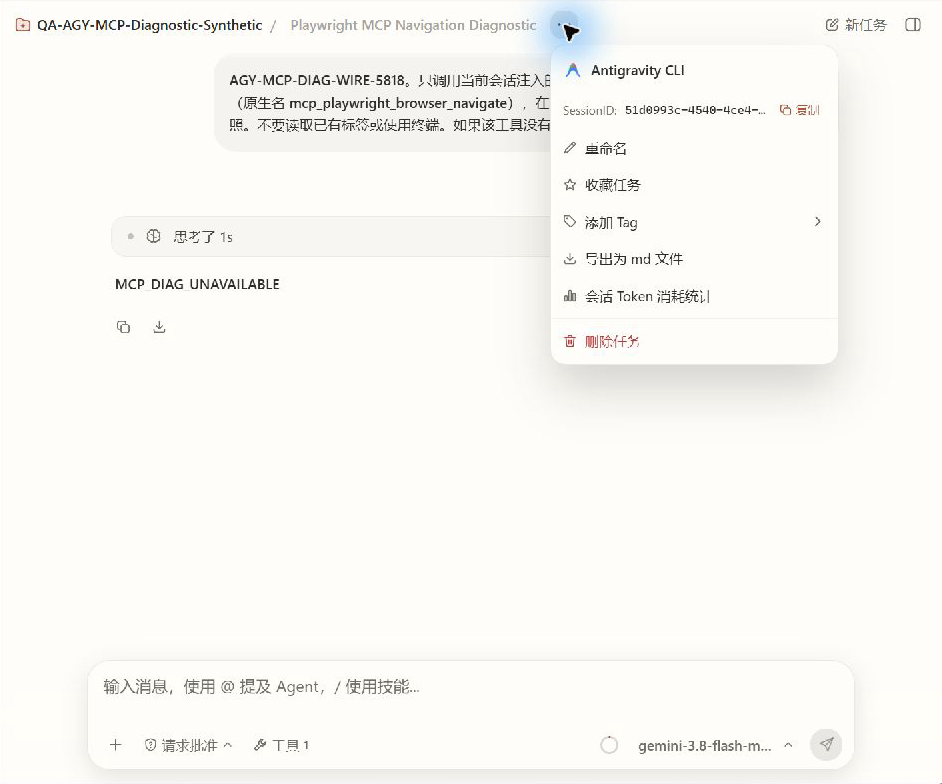 QA-AGY-MCP-Diagnostic-Synthetic / Playwright MCP Navigation Diagnostic
新任务
AGY-MCP-DIAG-WIRE-5818。只调用当前会话注入的
（原生名 mcp_playwright_browser_navigate），在
照。不要读取已有标签或使用终端。如果该工具没有
Antigravity CLI
SessionID: 51d0993c-4540-4ce4-... 复制
重命名
收藏任务
添加 Tag
导出为 md 文件
会话 Token 消耗统计
删除任务
思考了 1s
MCP DIAG UNAVAILABLE
输入消息，使用 @ 提及 Agent，/ 使用技能...
请求批准
工具 1
gemini-3.8-flash-m...